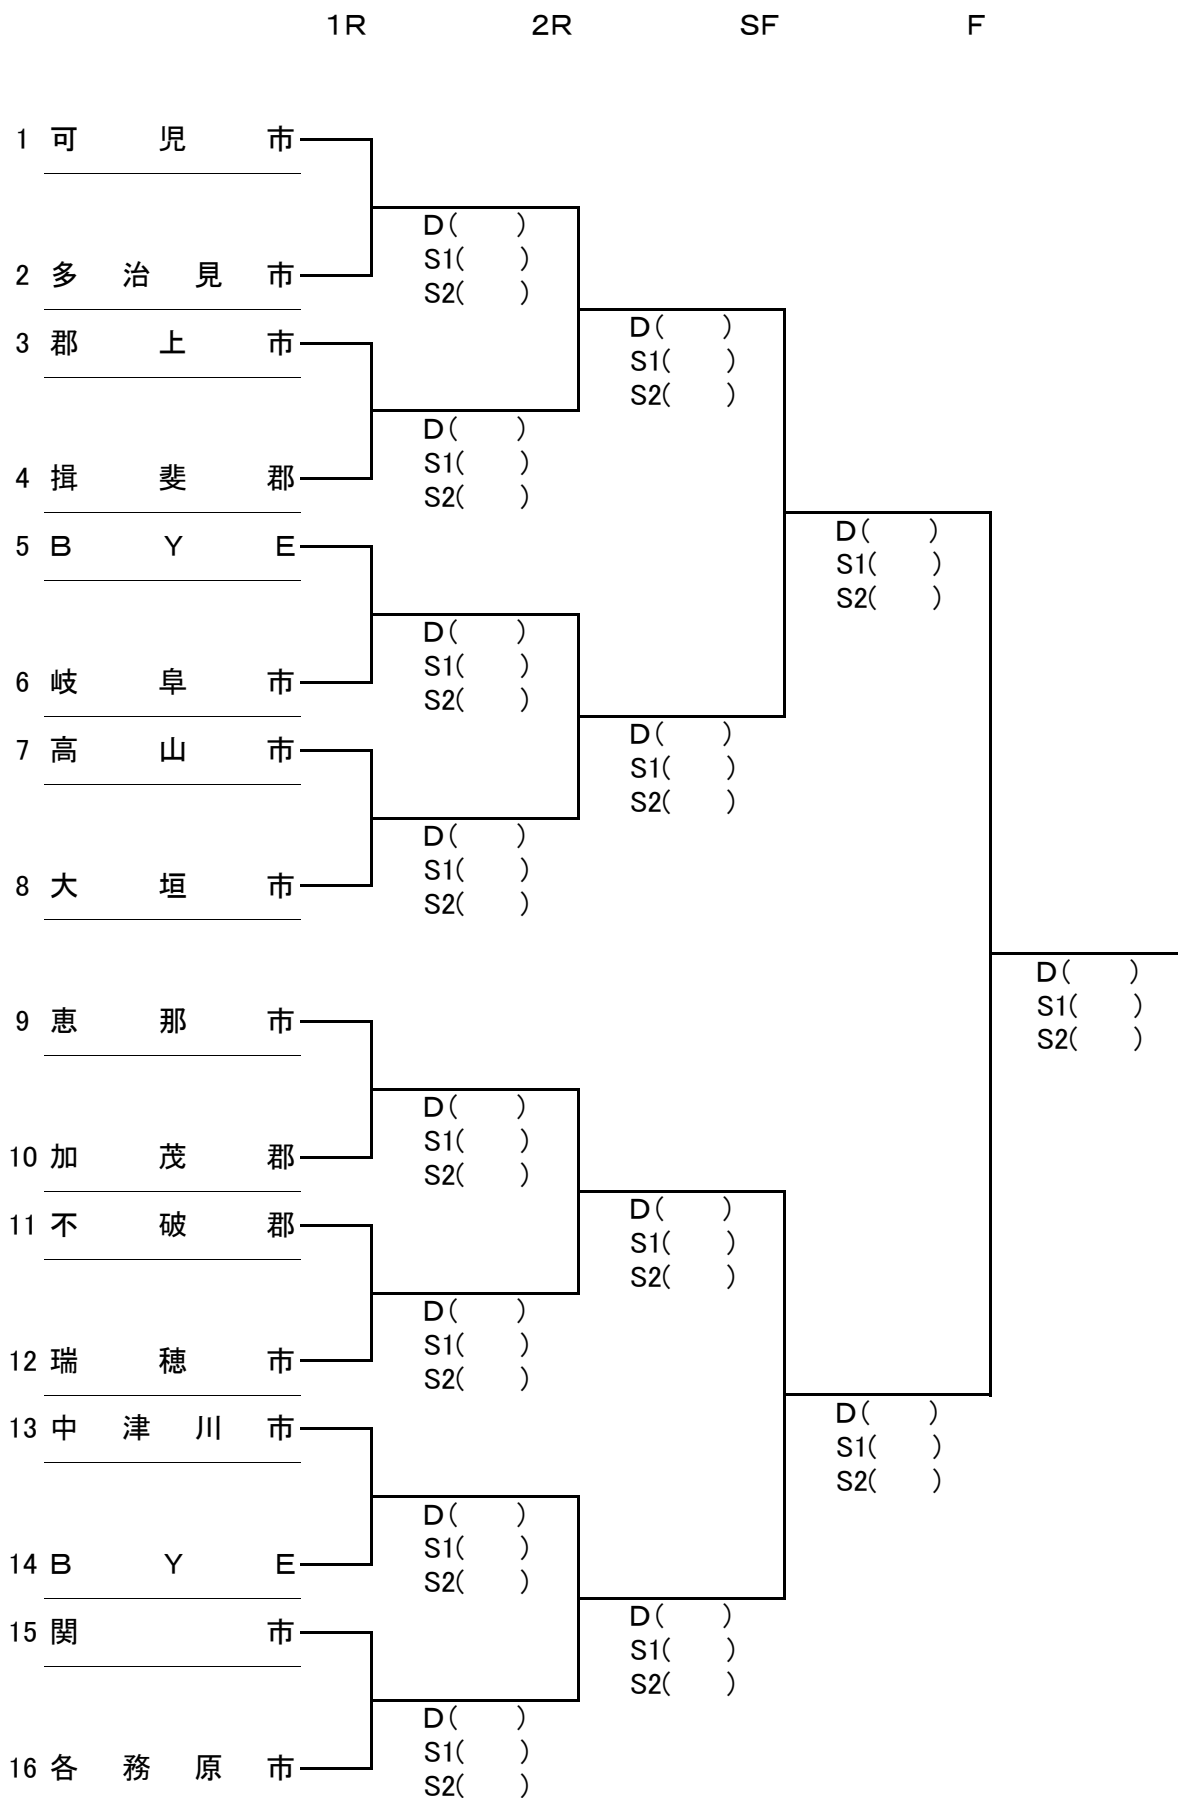 1R 2R SF F
1 可児市
D( )
S1( )
2 多治見市
S2( )
D( )
3 郡上市
S1( )
S2( )
D( )
S1( )
4 揖斐郡
S2( )
D( )
5 BYE
S1( )
S2( )
D( )
S1( )
6 岐阜市
S2( )
D( )
7 高山市
S1( )
S2( )
D( )
S1( )
8 大垣市
S2( )
D( )
S1( )
9 恵那市
S2( )
D( )
S1( )
10 加茂郡
S2( )
D( )
11 不破郡
S1( )
S2( )
D( )
S1( )
12 瑞穂市
S2( )
D( )
13 中津川市
S1( )
S2( )
D( )
S1( )
14 BYE
S2( )
D( )
15 関市
S1( )
S2( )
D( )
S1( )
16 各務原市
S2( )